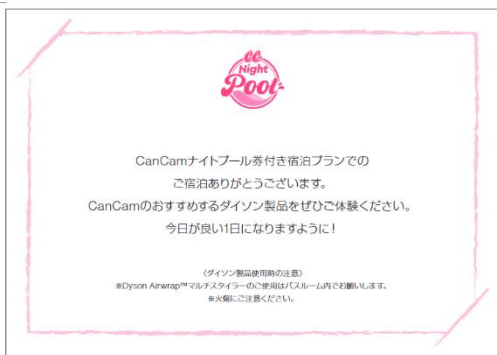 CC
Night
Pool
CanCamナイトプール券付き宿泊プランでの
ご宿泊ありがとうございます。
CanCamのおすすめするダイソン製品をぜひご体験ください。
今日が良い1日になりますように!
〈ダイソン製品使用時の注意〉
※Dyson Airwrap™マルチスタイラーのご使用はバスルーム内でお願いします。
※火傷にご注意ください。